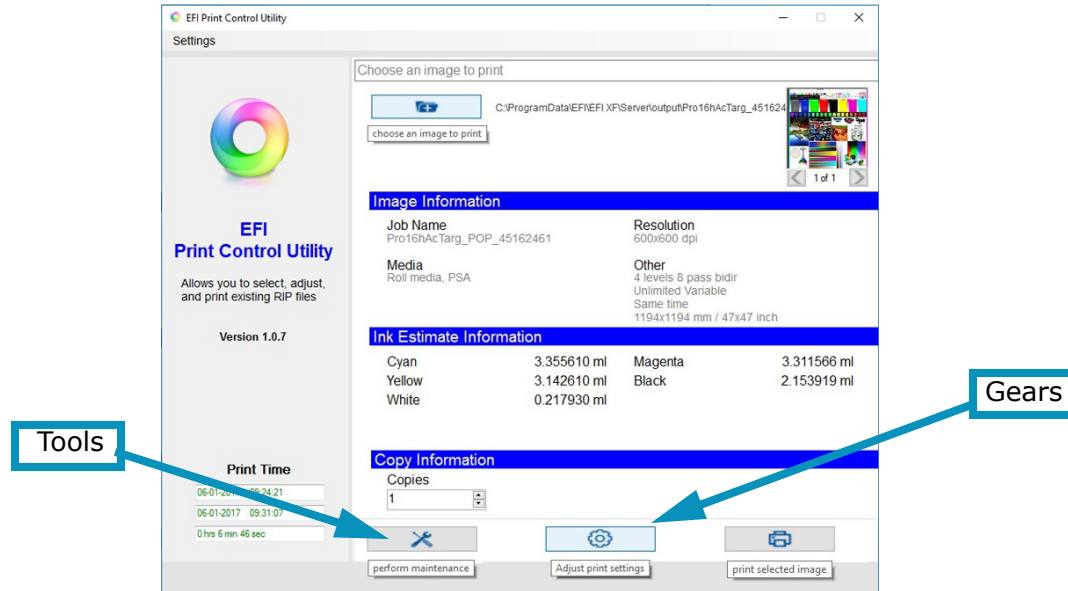 EFI Print Control Utility
Settings
Choose an image to print
C:\ProgramData\EFI\EFI XF\Server\output\Pro16hAcTarg_451624
choose an image to print
1 of 1
EFI
Print Control Utility
Allows you to select, adjust,
and print existing RIP files
Version 1.0.7
Image Information
Job Name
Pro16hAcTarg_POP_45162461
Resolution
600x600 dpi
Media
Roll media, PSA
Other
4 levels 8 pass bidir
Unlimited Variable
Same time
1194x1194 mm / 47x47 inch
Ink Estimate Information
Cyan 3.355610 ml Magenta 3.311566 ml
Yellow 3.142610 ml Black 2.153919 ml
White 0.217930 ml
Gears
Tools
Copy Information
Copies
1
Print Time
09:24:21
06-01-2017 09:31:07
0 hrs 6 min 46 sec
perform maintenance
Adjust print settings
print selected image